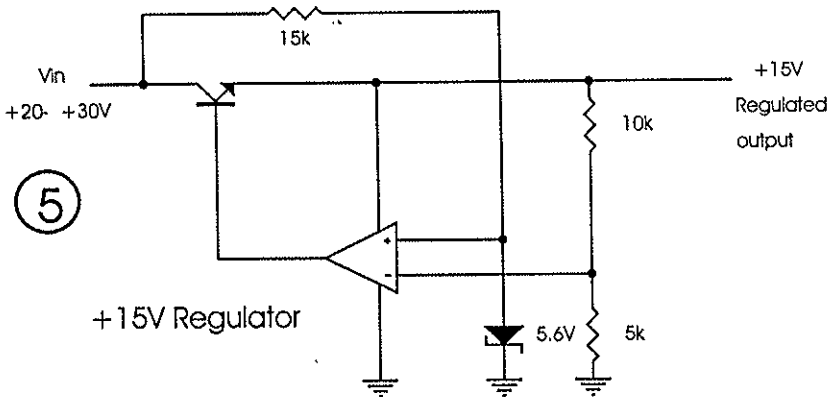 15k
Vin
+20- +30V
+15V
Regulated
output
10k
5
+
-
+15V Regulator
5.6V
5k